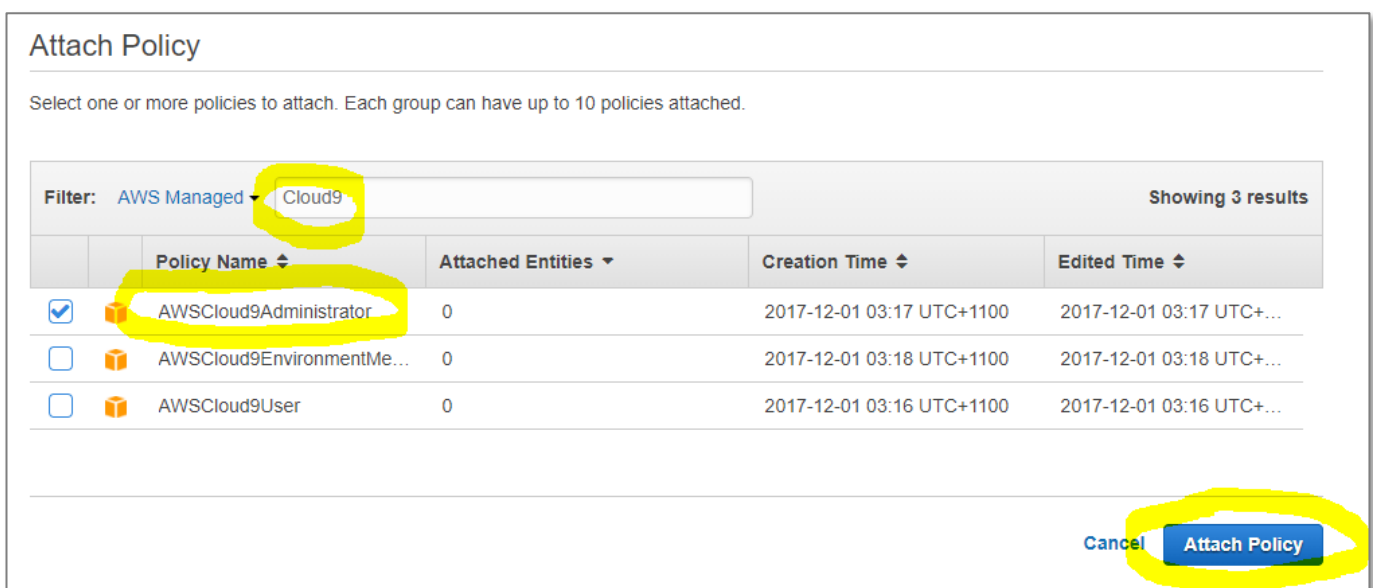 Attach Policy
Select one or more policies to attach. Each group can have up to 10 policies attached.
Filter: AWS Managed Cloud9 Showing 3 results
Policy Name Attached Entities Creation Time Edited Time
AWSCloud9Administrator 0 2017-12-01 03:17 UTC+1100 2017-12-01 03:17 UTC+…
AWSCloud9EnvironmentMe… 0 2017-12-01 03:18 UTC+1100 2017-12-01 03:18 UTC+…
AWSCloud9User 0 2017-12-01 03:16 UTC+1100 2017-12-01 03:16 UTC+…
Cancel Attach Policy